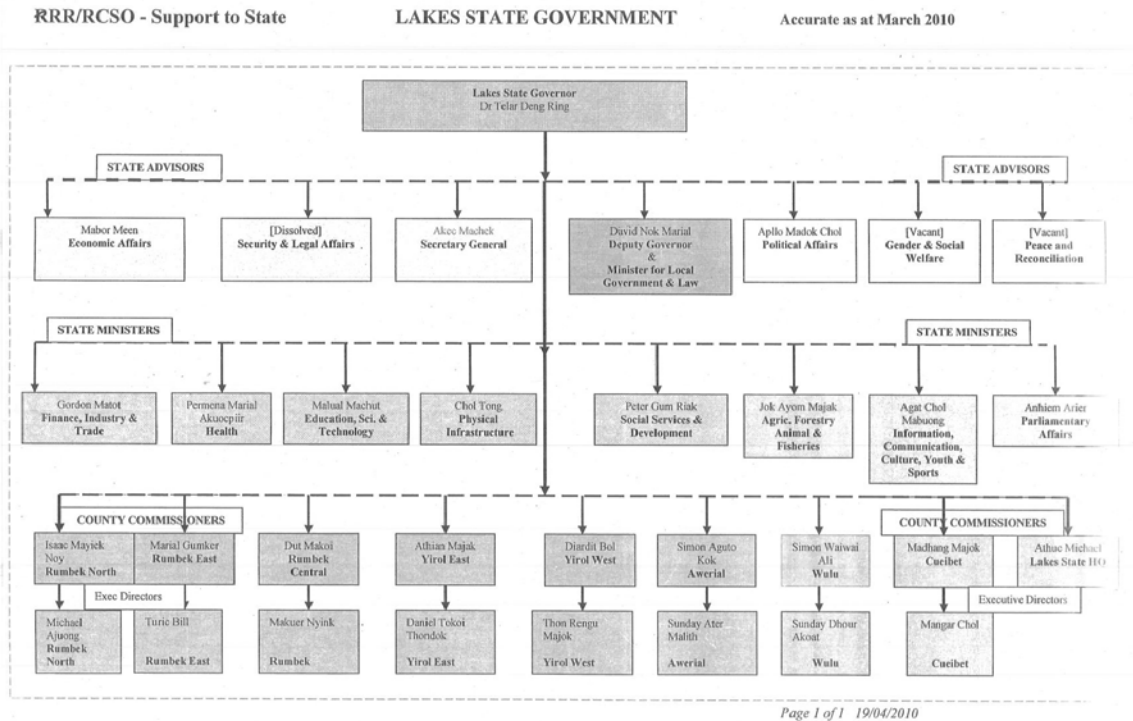 RRR/RCSO - Support to State
LAKES STATE GOVERNMENT
Accurate as at March 2010
Lakes State Governor
Dr Telar Deng Ring
STATE ADVISORS
STATE ADVISORS
Mabor Meen
Economic Affairs
[Dissolved]
Security & Legal Affairs
Akec Machek
Secretary General
David Nok Marial
Deputy Governor
&
Minister for Local
Government & Law
Apllo Madok Chol
Political Affairs
[Vacant]
Gender & Social
Welfare
[Vacant]
Peace and
Reconciliation
STATE MINISTERS
STATE MINISTERS
Gordon Matot
Finance, Industry &
Trade
Permena Marial
Akuocpiir
Health
Malual Machut
Education, Sci. &
Technology
Chol Tong
Physical
Infrastructure
Peter Gum Riak
Social Services &
Development
Jok Ayom Majak
Agric. Forestry
Animal &
Fisheries
Agat Chol
Mabuong
Information,
Communication,
Culture, Youth &
Sports
Anhiem Arier
Parliamentary
Affairs
COUNTY COMMISSIONERS
COUNTY COMMISSIONERS
Isaac Mayick
Noy
Rumbek North
Marial Gumker
Rumbek East
Dut Makoi
Rumbek
Central
Athian Majak
Yirol East
Diardit Bol
Yirol West
Simon Aguto
Kok
Awerial
Simon Waiwai
Ali
Wulu
Madhang Majok
Cueibet
Athuc Michael
Lakes State HQ
Exec Directors
Executive Directors
Michael
Ajuong
Rumbek
North
Turic Bill
Rumbek East
Makuer Nyink
Rumbek
Daniel Tokoi
Thondok
Yirol East
Thon Rengu
Majok
Yirol West
Sunday Ater
Malith
Awerial
Sunday Dhour
Akoat
Wulu
Mangar Chol
Cueibet
Page 1 of 1 19/04/2010